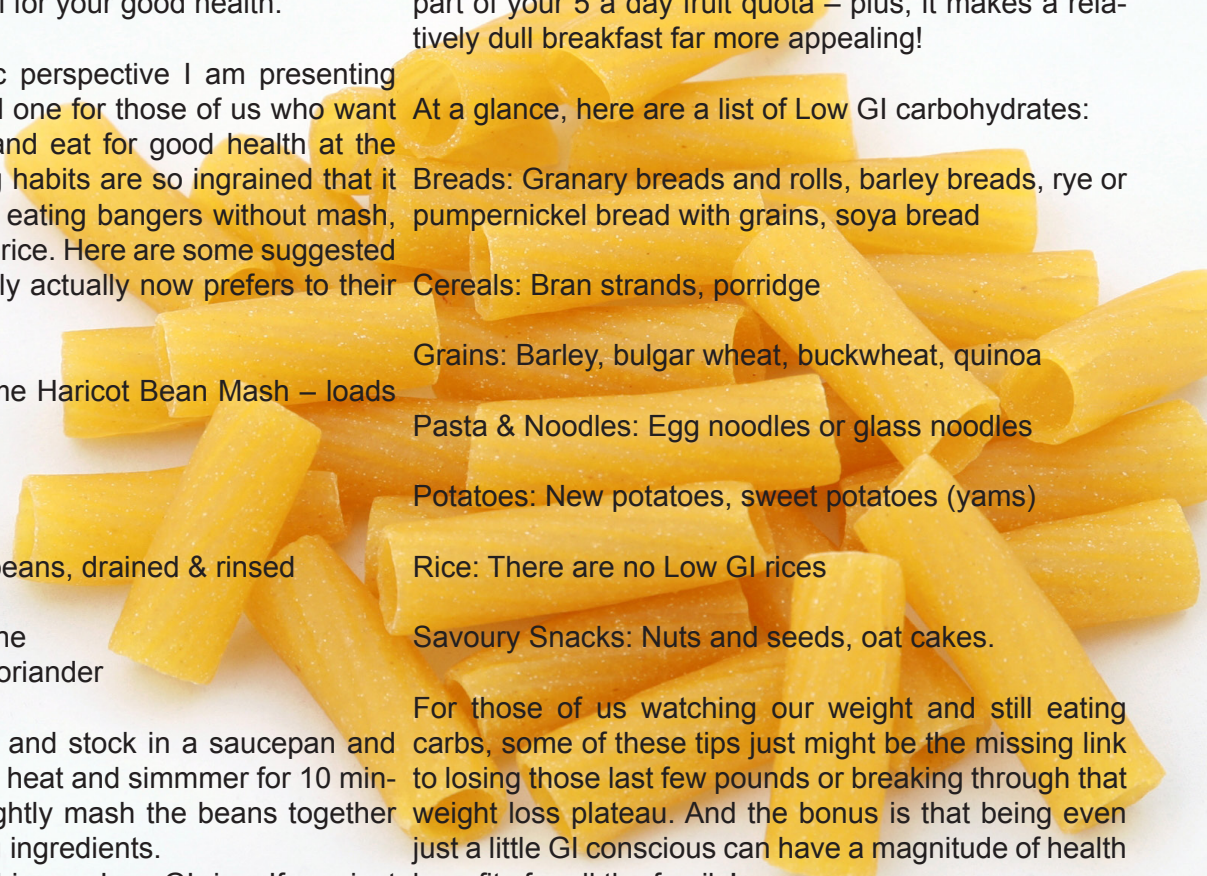 for your good health.
perspective I am presenting
one for those of us who want
and eat for good health at the
habits are so ingrained that it
eating bangers without mash,
rice. Here are some suggested
actually now prefers to their
Haricot Bean Mash – loads
beans, drained & rinsed
and stock in a saucepan and
heat and simmmer for 10 min-
mash the beans together
ingredients.
part of your 5 a day fruit quota – plus, it makes a rela-
tively dull breakfast far more appealing!
At a glance, here are a list of Low GI carbohydrates:
Breads: Granary breads and rolls, barley breads, rye or
pumpernickel bread with grains, soya bread
Cereals: Bran strands, porridge
Grains: Barley, bulgar wheat, buckwheat, quinoa
Pasta & Noodles: Egg noodles or glass noodles
Potatoes: New potatoes, sweet potatoes (yams)
Rice: There are no Low GI rices
Savoury Snacks: Nuts and seeds, oat cakes.
For those of us watching our weight and still eating
carbs, some of these tips just might be the missing link
to losing those last few pounds or breaking through that
weight loss plateau. And the bonus is that being even
just a little GI conscious can have a magnitude of health